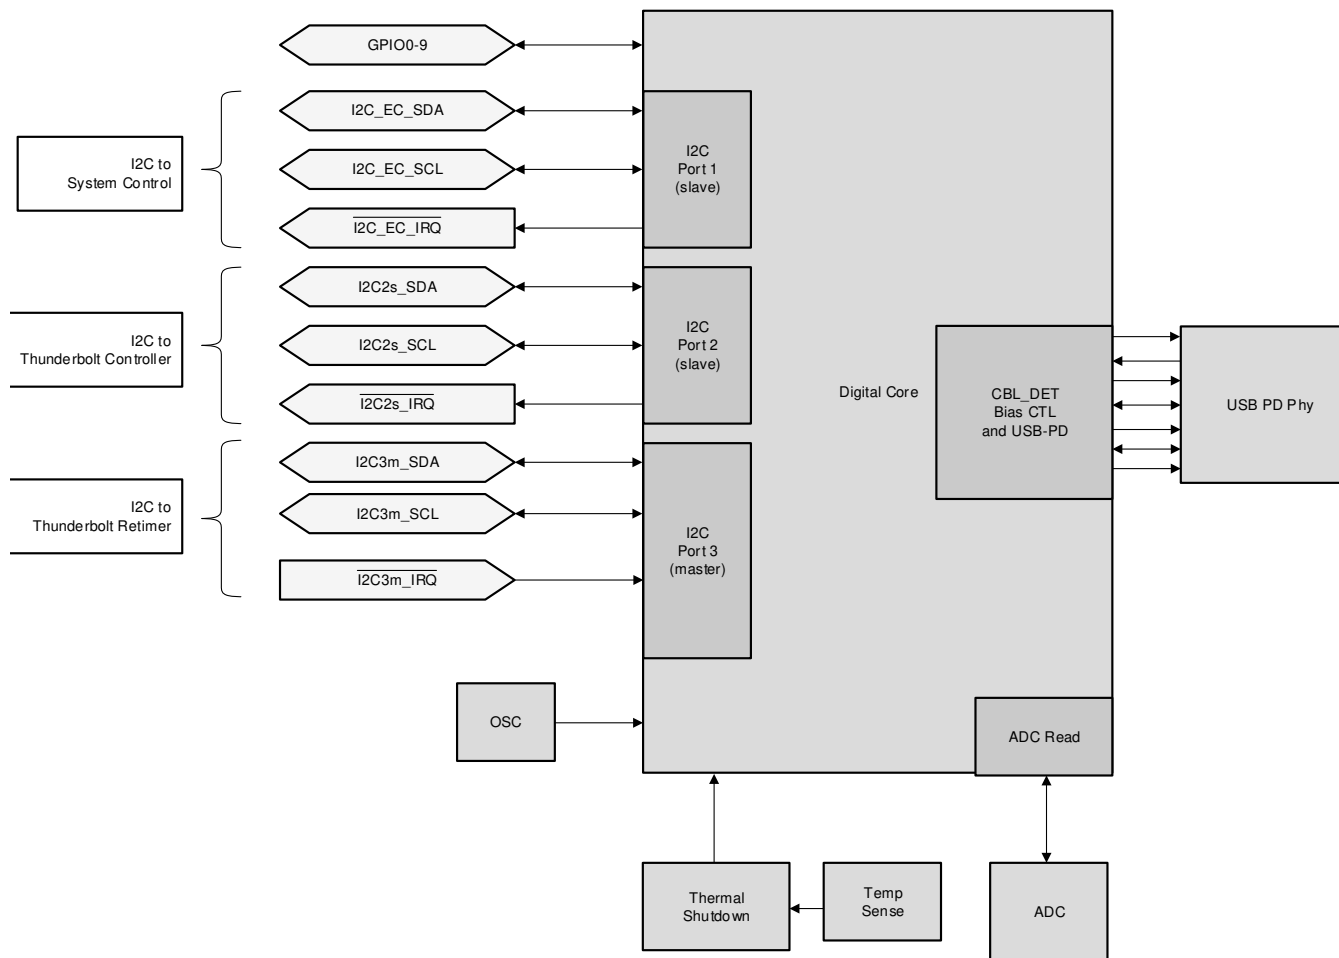 GPIO0-9
I2C to
System Control
I2C_EC_SDA
I2C_EC_SCL
I2C_EC_IRQ
I2C
Port 1
(slave)
I2C to
Thunderbolt Controller
I2C2s_SDA
I2C2s_SCL
I2C2s_IRQ
I2C
Port 2
(slave)
I2C to
Thunderbolt Retimer
I2C3m_SDA
I2C3m_SCL
I2C3m_IRQ
I2C
Port 3
(master)
Digital Core
CBL_DET
Bias CTL
and USB-PD
USB PD Phy
OSC
ADC Read
Thermal
Shutdown
Temp
Sense
ADC